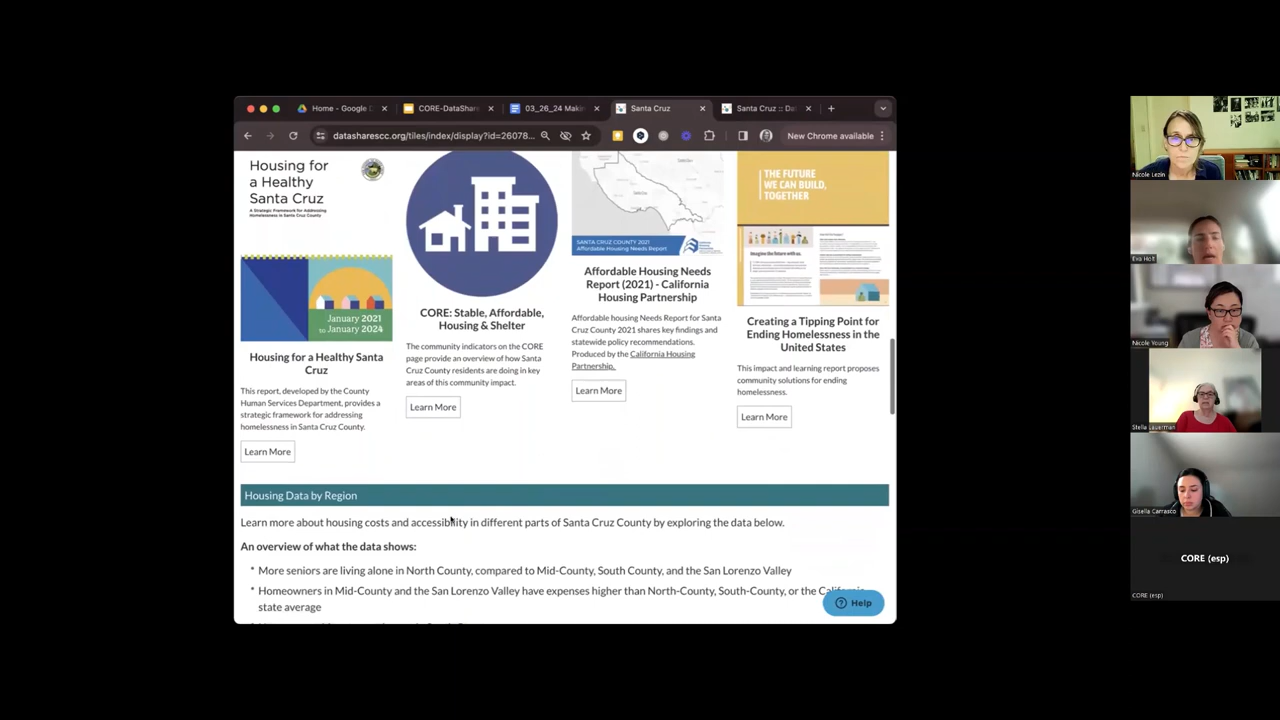 Home - Google D
CORE-DataShar
03_26_24 Makin
Santa Cruz
Santa Cruz :: Da
datasharescc.org/tiles/index/display?id=26078...
New Chrome available
Housing for
a Healthy
Santa Cruz
A Strategic Framework for Addressing
Homelessness in Santa Cruz County
January 2021
to January 2024
Housing for a Healthy Santa
Cruz
This report, developed by the County
Human Services Department, provides a
strategic framework for addressing
homelessness in Santa Cruz County.
Learn More
CORE: Stable, Affordable,
Housing & Shelter
The community indicators on the CORE
page provide an overview of how Santa
Cruz County residents are doing in key
areas of this community impact.
Learn More
SANTA CRUZ COUNTY 2021
Affordable Housing Needs Report
Affordable Housing Needs
Report (2021) - California
Housing Partnership
Affordable housing Needs Report for Santa
Cruz County 2021 shares key findings and
statewide policy recommendations.
Produced by the California Housing
Partnership.
Learn More
THE FUTURE
WE CAN BUILD,
TOGETHER
Imagine the future with us.
Creating a Tipping Point for
Ending Homelessness in the
United States
This impact and learning report proposes
community solutions for ending
homelessness.
Learn More
Housing Data by Region
Learn more about housing costs and accessibility in different parts of Santa Cruz County by exploring the data below.
An overview of what the data shows:
* More seniors are living alone in North County, compared to Mid-County, South County, and the San Lorenzo Valley
* Homeowners in Mid-County and the San Lorenzo Valley have expenses higher than North-County, South-County, or the California
state average
Help
Nicole Lezin
Eva Holt
Nicole Young
Stella Lauerman
Gisella Carrasco
CORE (esp)
CORE (esp)